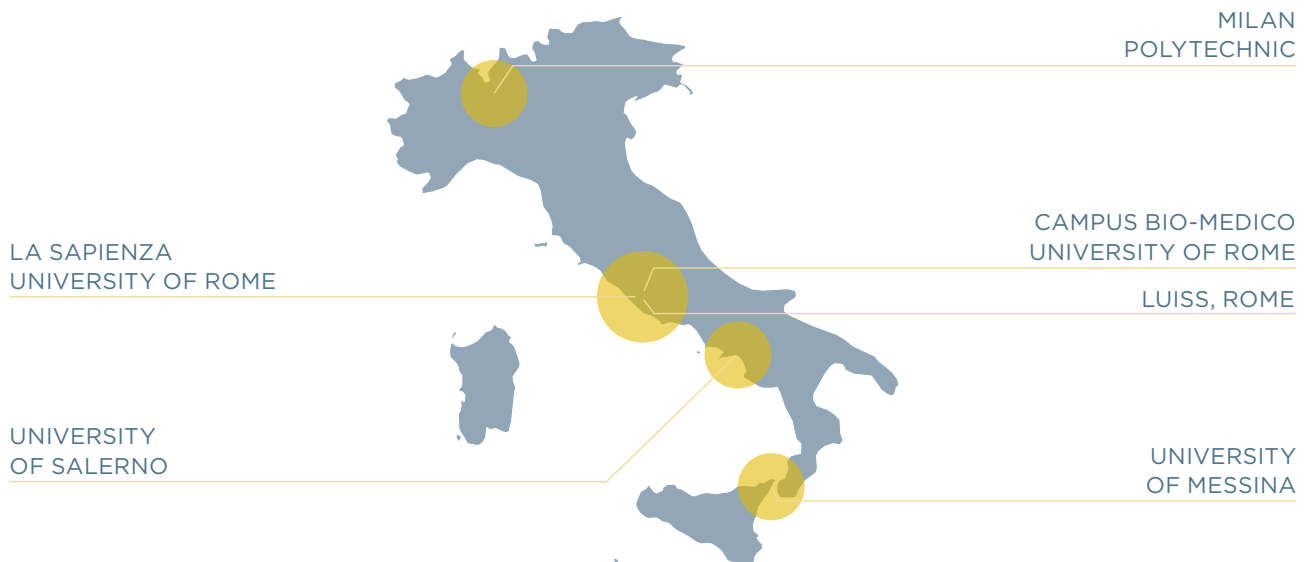 MILAN
POLYTECHNIC
CAMPUS BIO-MEDICO
UNIVERSITY OF ROME
LA SAPIENZA
UNIVERSITY OF ROME
LUISS, ROME
UNIVERSITY
OF SALERNO
UNIVERSITY
OF MESSINA